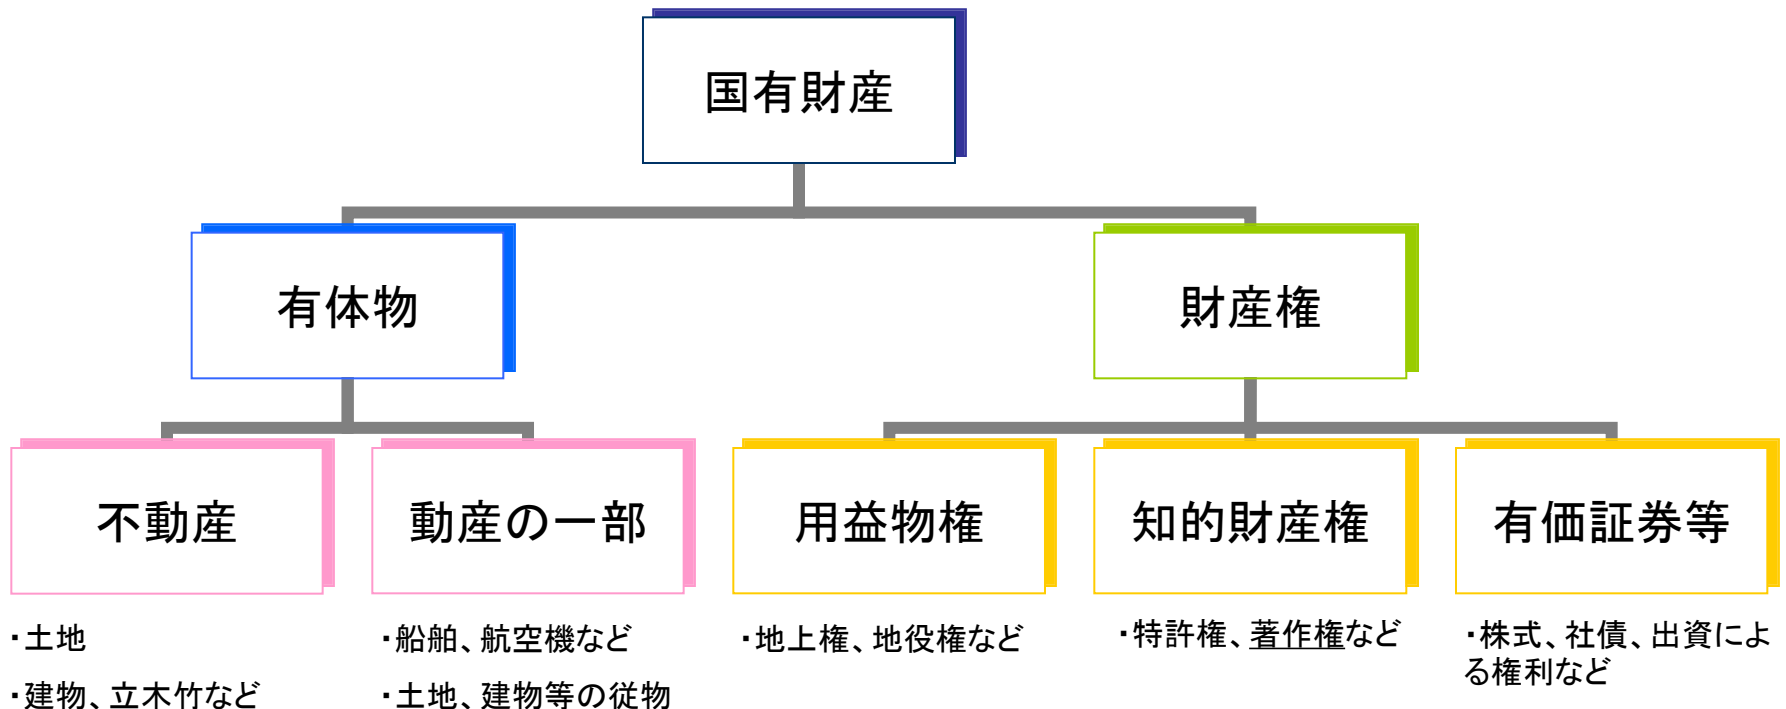 国有財産
有体物
財産権
不動産
動産の一部
用益物権
知的財産権
有価証券等
・土地
・建物、立木竹など
・船舶、航空機など
・土地、建物等の従物
・地上権、地役権など
・特許権、著作権など
・株式、社債、出資によ
る権利など